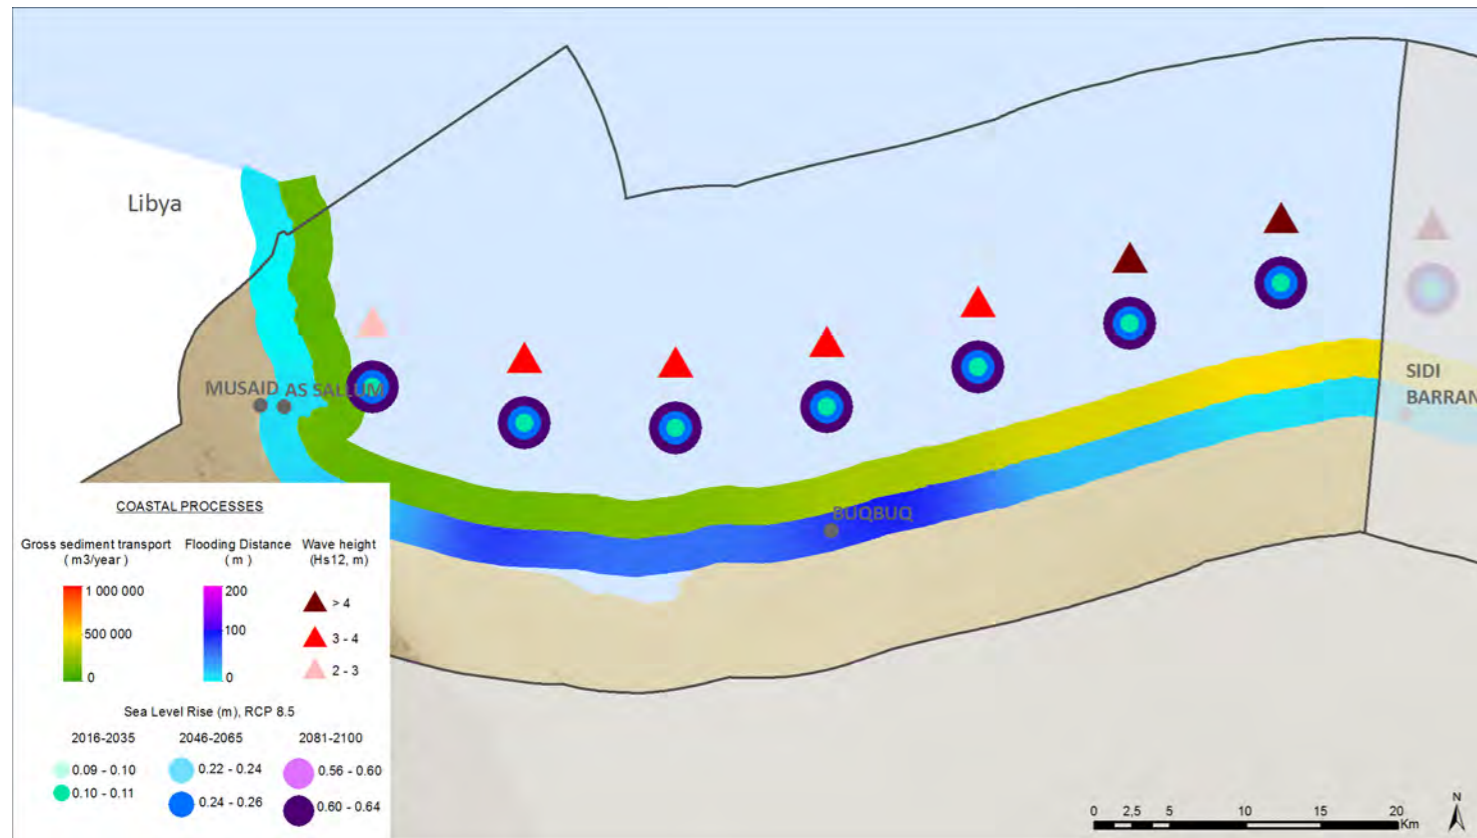 Libya
MUSAID
AS SALLUM
BUQBUQ
SIDI
BARRAN
COASTAL PROCESSES
Gross sediment transport
( m3/year )
1 000 000
500 000
0
Flooding Distance
( m )
200
100
0
Wave height
(Hs12, m)
> 4
3 - 4
2 - 3
Sea Level Rise (m), RCP 8.5
2016-2035
0.09 - 0.10
0.10 - 0.11
2046-2065
0.22 - 0.24
0.24 - 0.26
2081-2100
0.56 - 0.60
0.60 - 0.64
0 2,5 5 10 15 20
Km
N